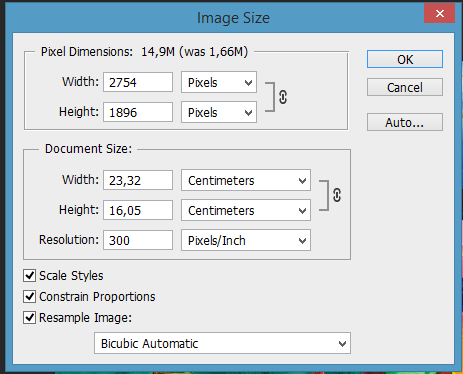 Image Size
Pixel Dimensions: 14,9M (was 1,66M)
OK
Width: 2754 Pixels
Cancel
Height: 1896 Pixels
Auto...
Document Size:
Width: 23,32 Centimeters
Height: 16,05 Centimeters
Resolution: 300 Pixels/Inch
Scale Styles
Constrain Proportions
Resample Image:
Bicubic Automatic